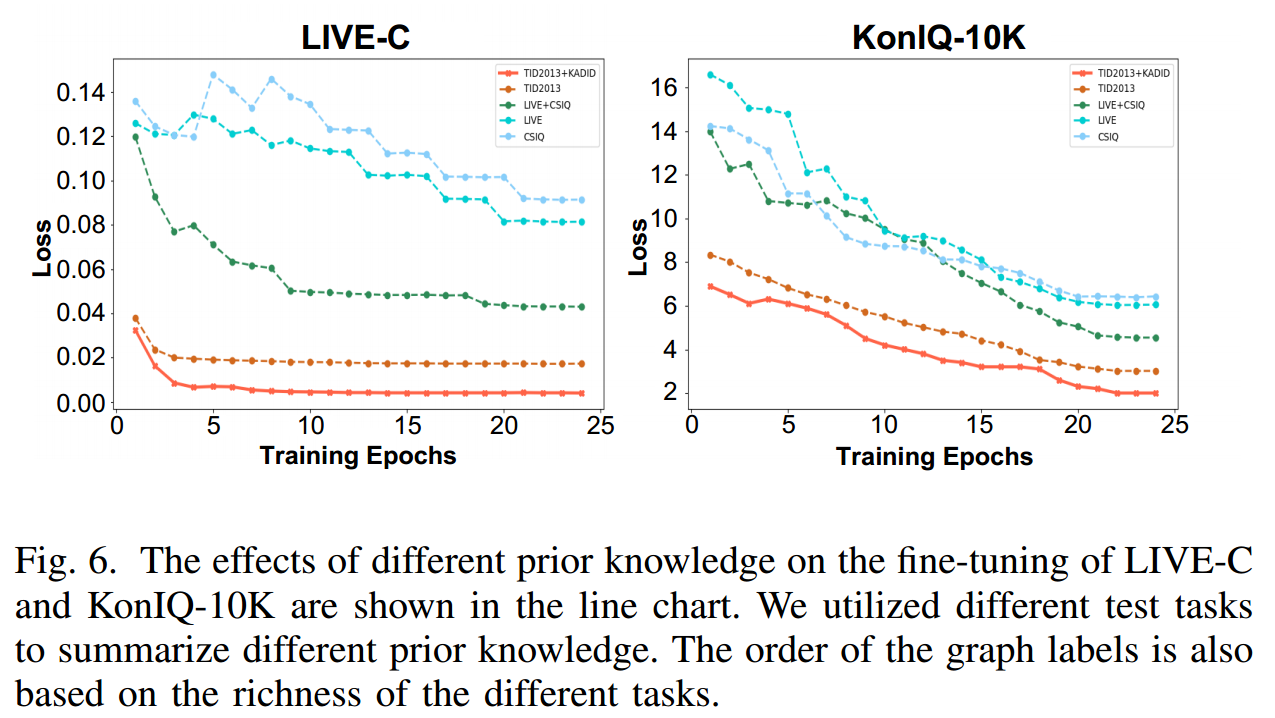 LIVE-C
KonIQ-10K
0.14
0.12
0.10
0.08
0.06
0.04
0.02
0.00
Loss
TID2013+KADID
TID2013
LIVE+CSIQ
LIVE
CSIQ
0 5 10 15 20 25
Training Epochs
16
14
12
10
8
6
4
2
Loss
TID2013+KADID
TID2013
LIVE+CSIQ
LIVE
CSIQ
0 5 10 15 20 25
Training Epochs
Fig. 6. The effects of different prior knowledge on the fine-tuning of LIVE-C
and KonIQ-10K are shown in the line chart. We utilized different test tasks
to summarize different prior knowledge. The order of the graph labels is also
based on the richness of the different tasks.